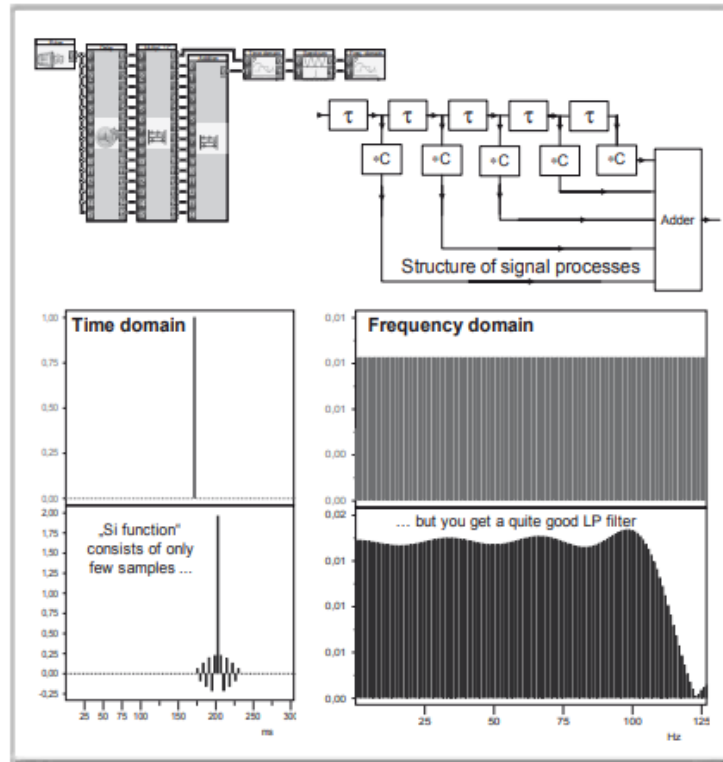 τ τ τ τ τ
*C *C *C *C *C
Adder
Structure of signal processes
Time domain
1,00
0,75
0,50
0,25
0,00
Frequency domain
0,01
0,01
0,01
0,00
0,00
2,00
1,75
1,50
1,25
1,00
0,75
0,50
0,25
0,00
-0,25
„Si function“
consists of only
few samples ...
25 50 75 100 150 200 250 300
ms
0,02
0,01
0,01
0,01
0,00
... but you get a quite good LP filter
25 50 75 100 125
Hz